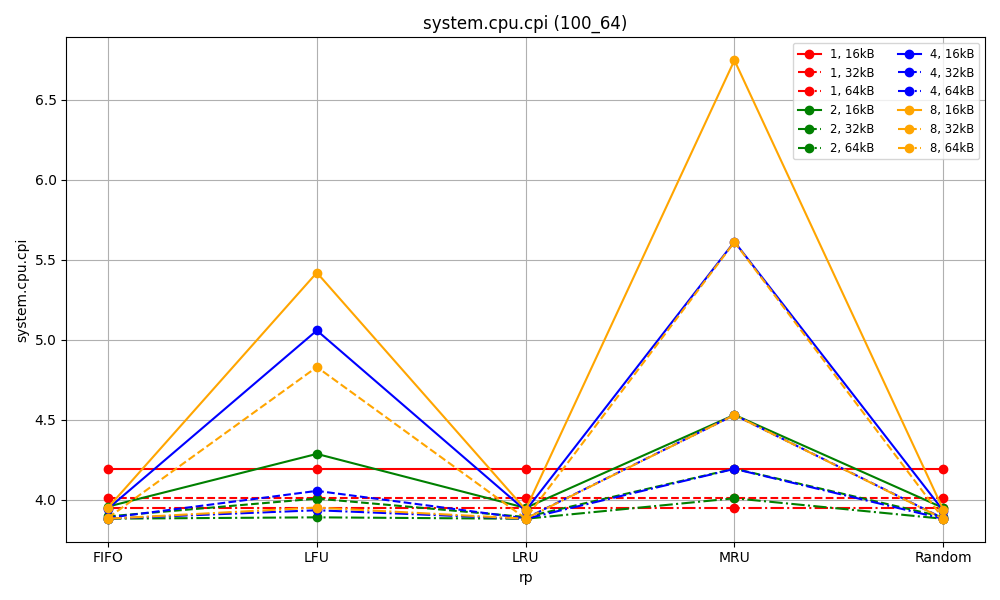 system.cpu.cpi (100_64)
system.cpu.cpi
6.5
6.0
5.5
5.0
4.5
4.0
1, 16kB
1, 32kB
1, 64kB
2, 16kB
2, 32kB
2, 64kB
4, 16kB
4, 32kB
4, 64kB
8, 16kB
8, 32kB
8, 64kB
FIFO LFU LRU MRU Random
rp